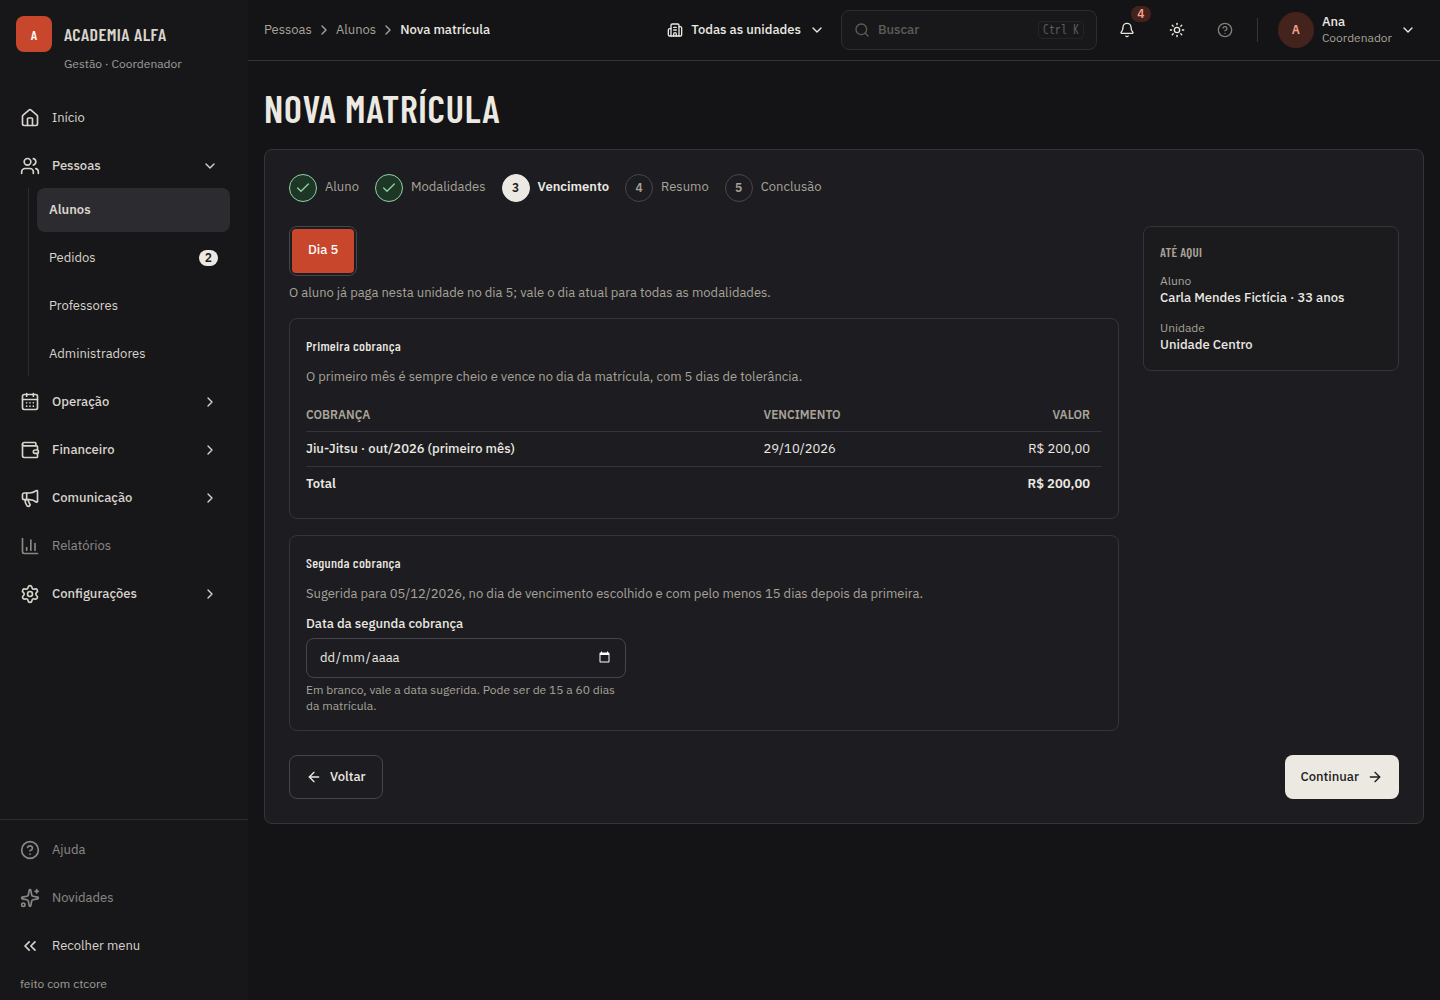 A
ACADEMIA ALFA
Gestão · Coordenador
Início
Pessoas
Alunos
Pedidos
2
Professores
Administradores
Operação
Financeiro
Comunicação
Relatórios
Configurações
Ajuda
Novidades
Recolher menu
feito com ctcore
Pessoas > Alunos > Nova matrícula
Todas as unidades
Buscar
Ctrl K
4
A
Ana
Coordenador
NOVA MATRÍCULA
Aluno
Modalidades
3 Vencimento
4 Resumo
5 Conclusão
Dia 5
O aluno já paga nesta unidade no dia 5; vale o dia atual para todas as modalidades.
Primeira cobrança
O primeiro mês é sempre cheio e vence no dia da matrícula, com 5 dias de tolerância.
COBRANÇA VENCIMENTO VALOR
Jiu-Jitsu · out/2026 (primeiro mês) 29/10/2026 R$ 200,00
Total R$ 200,00
Segunda cobrança
Sugerida para 05/12/2026, no dia de vencimento escolhido e com pelo menos 15 dias depois da primeira.
Data da segunda cobrança
dd/mm/aaaa
Em branco, vale a data sugerida. Pode ser de 15 a 60 dias
da matrícula.
Voltar
Continuar
ATÉ AQUI
Aluno
Carla Mendes Fictícia · 33 anos
Unidade
Unidade Centro